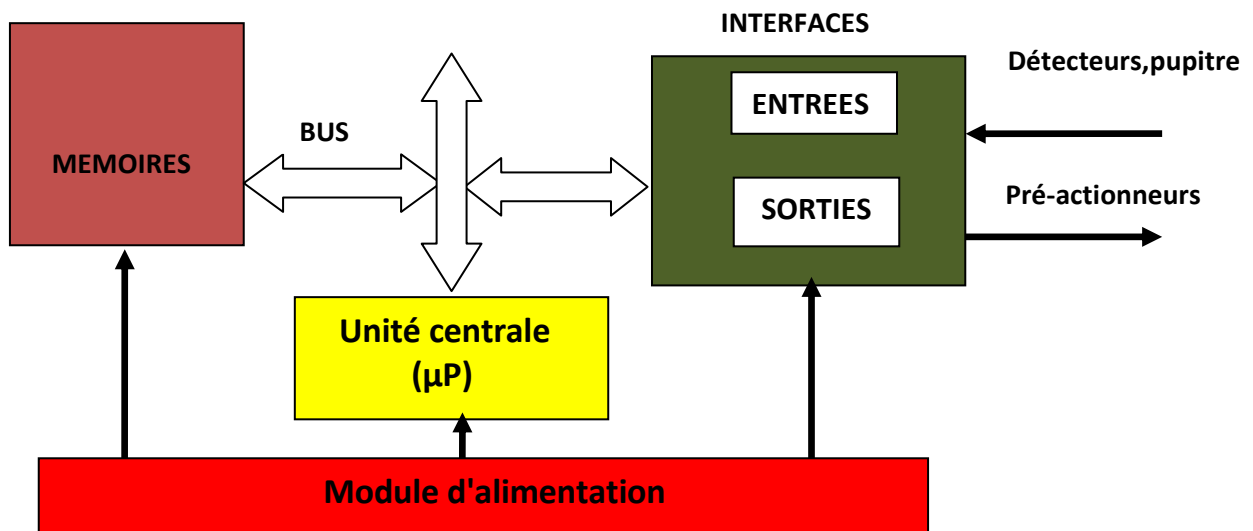 INTERFACES
Détecteurs,pupitre
ENTREES
BUS
MEMOIRES
Pré-actionneurs
SORTIES
Unité centrale
(µP)
Module d'alimentation